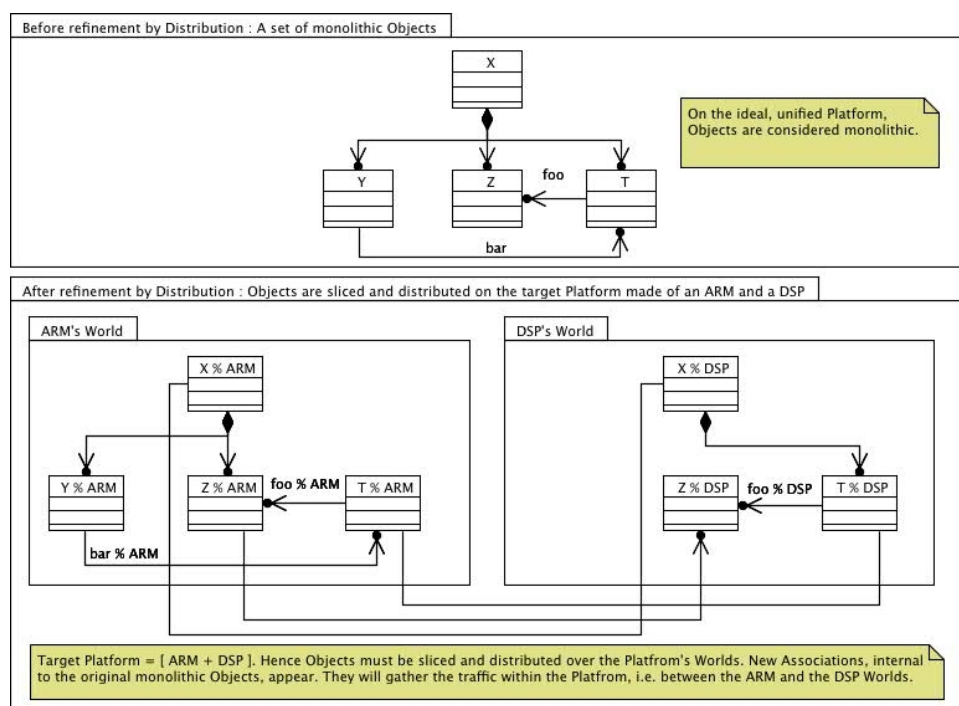 Before refinement by Distribution : A set of monolithic Objects
X
On the ideal, unified Platform,
Objects are considered monolithic.
Y
Z
foo
T
bar
After refinement by Distribution : Objects are sliced and distributed on the target Platform made of an ARM and a DSP
ARM's World
DSP's World
X % ARM
X % DSP
Y % ARM
Z % ARM
foo % ARM
T % ARM
Z % DSP
foo % DSP
T % DSP
bar % ARM
Target Platform = [ ARM + DSP ]. Hence Objects must be sliced and distributed over the Platfrom's Worlds. New Associations, internal
to the original monolithic Objects, appear. They will gather the traffic within the Platfrom, i.e. between the ARM and the DSP Worlds.